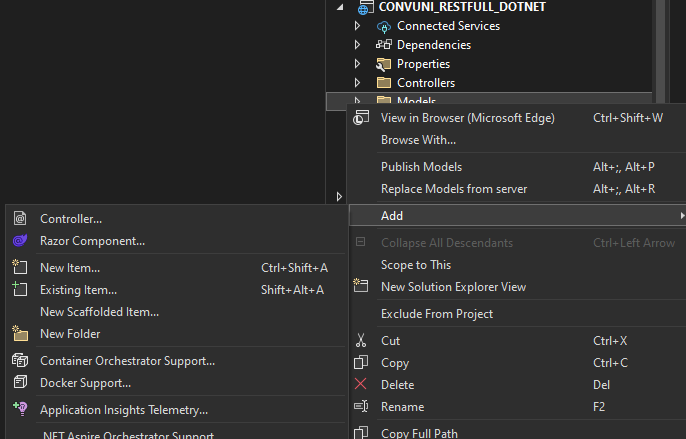 CONVUNI_RESTFULL_DOTNET
Connected Services
Dependencies
Properties
Controllers
Models
View in Browser (Microsoft Edge) Ctrl+Shift+W
Browse With...
Publish Models Alt+;, Alt+P
Replace Models from server Alt+;, Alt+R
Add
Collapse All Descendants Ctrl+Left Arrow
Scope to This
New Solution Explorer View
Exclude From Project
Cut Ctrl+X
Copy Ctrl+C
Delete Del
Rename F2
Copy Full Path
Controller...
Razor Component...
New Item... Ctrl+Shift+A
Existing Item... Shift+Alt+A
New Scaffolded Item...
New Folder
Container Orchestrator Support...
Docker Support...
Application Insights Telemetry...
.NET Aspire Orchestrator Support